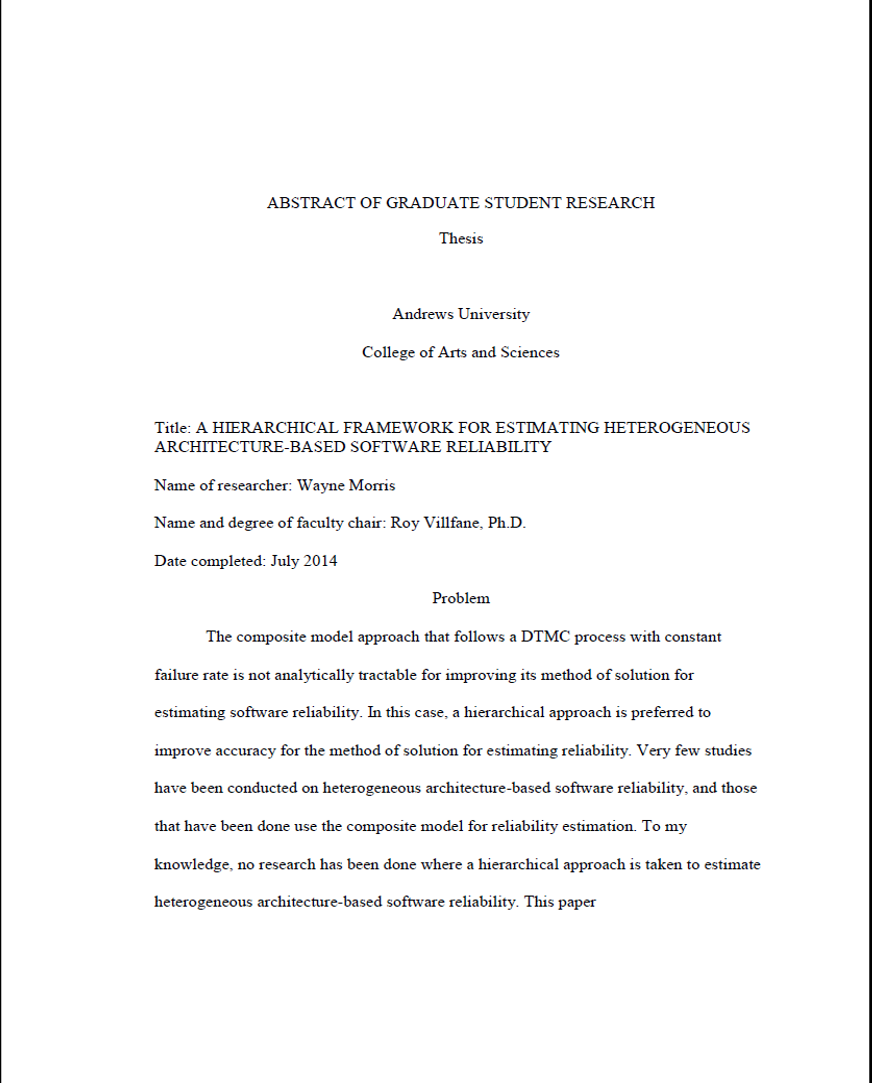 ABSTRACT OF GRADUATE STUDENT RESEARCH
Thesis
Andrews University
College of Arts and Sciences
Title: A HIERARCHICAL FRAMEWORK FOR ESTIMATING HETEROGENEOUS
ARCHITECTURE-BASED SOFTWARE RELIABILITY
Name of researcher: Wayne Morris
Name and degree of faculty chair: Roy Villfane, Ph.D.
Date completed: July 2014
Problem
The composite model approach that follows a DTMC process with constant
failure rate is not analytically tractable for improving its method of solution for
estimating software reliability. In this case, a hierarchical approach is preferred to
improve accuracy for the method of solution for estimating reliability. Very few studies
have been conducted on heterogeneous architecture-based software reliability, and those
that have been done use the composite model for reliability estimation. To my
knowledge, no research has been done where a hierarchical approach is taken to estimate
heterogeneous architecture-based software reliability. This paper